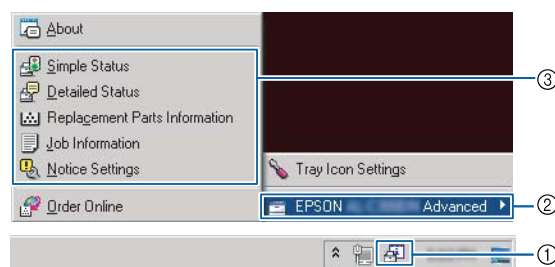 About
Simple Status
Detailed Status
Replacement Parts Information
Job Information
Notice Settings
Order Online
Tray Icon Settings
EPSON Advanced
③
②
①